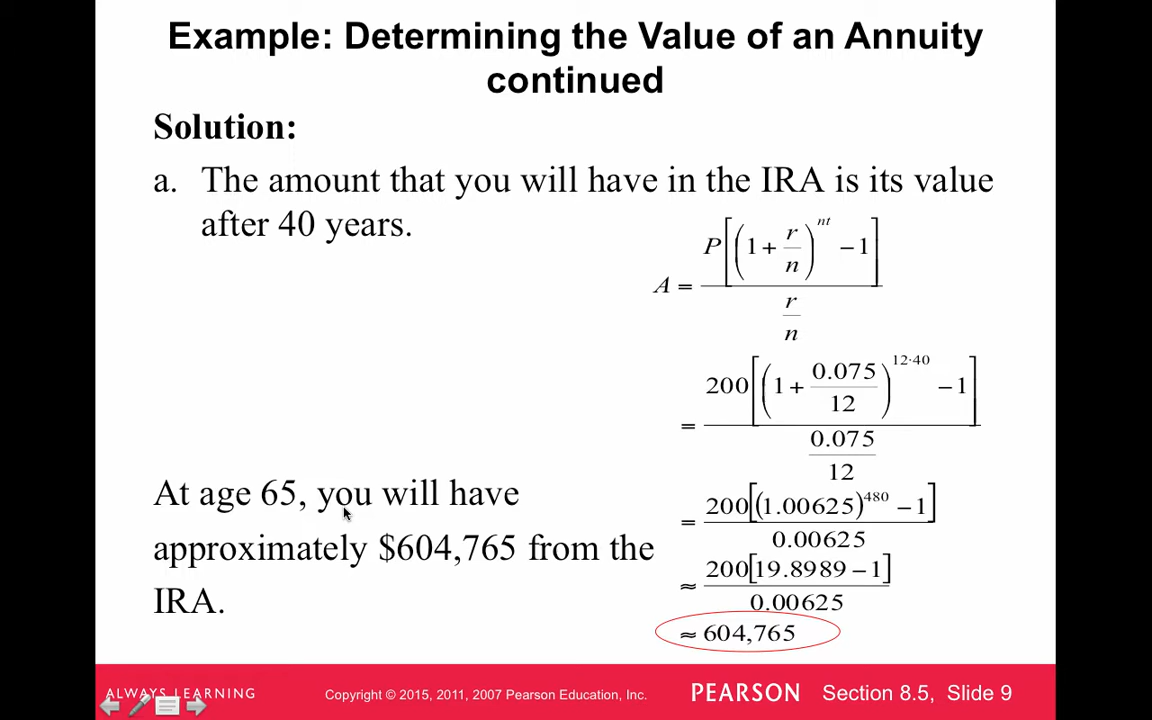 Example: Determining the Value of an Annuity
continued
Solution:
a. The amount that you will have in the IRA is its value
after 40 years.
A = P[(1 + r/n)^nt − 1] / (r/n)
= 200[(1 + 0.075/12)^12·40 − 1] / (0.075/12)
= 200[(1.00625)^480 − 1] / 0.00625
≈ 200[19.8989 − 1] / 0.00625
≈ 604,765
At age 65, you will have
approximately $604,765 from the
IRA.
ALWAYS LEARNING
Copyright © 2015, 2011, 2007 Pearson Education, Inc.
PEARSON
Section 8.5, Slide 9